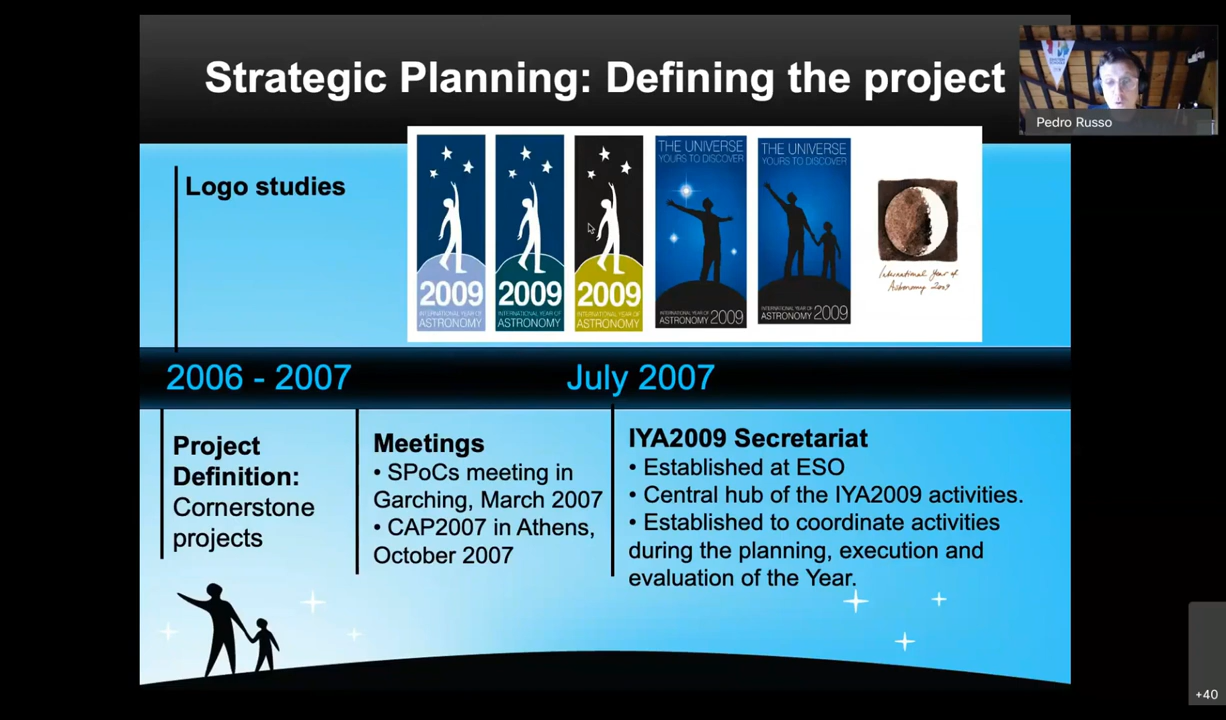 Strategic Planning: Defining the project
Pedro Russo
Logo studies
2009
INTERNATIONAL YEAR OF
ASTRONOMY
2009
INTERNATIONAL YEAR OF
ASTRONOMY
2009
INTERNATIONAL YEAR OF
ASTRONOMY
THE UNIVERSE
YOURS TO DISCOVER
INTERNATIONAL YEAR OF
ASTRONOMY 2009
THE UNIVERSE
YOURS TO DISCOVER
INTERNATIONAL YEAR OF
ASTRONOMY 2009
International Year of
Astronomy 2009
2006 - 2007
July 2007
Project
Definition:
Cornerstone
projects
Meetings
• SPoCs meeting in
Garching, March 2007
• CAP2007 in Athens,
October 2007
IYA2009 Secretariat
• Established at ESO
• Central hub of the IYA2009 activities.
• Established to coordinate activities
during the planning, execution and
evaluation of the Year.
+40